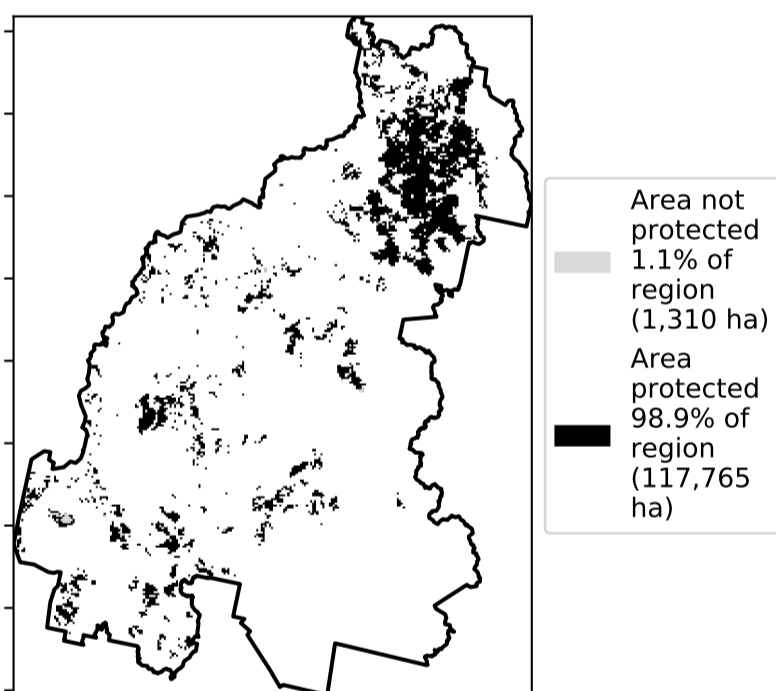 Area not
protected
1.1% of
region
(1,310 ha)
Area
protected
98.9% of
region
(117,765
ha)